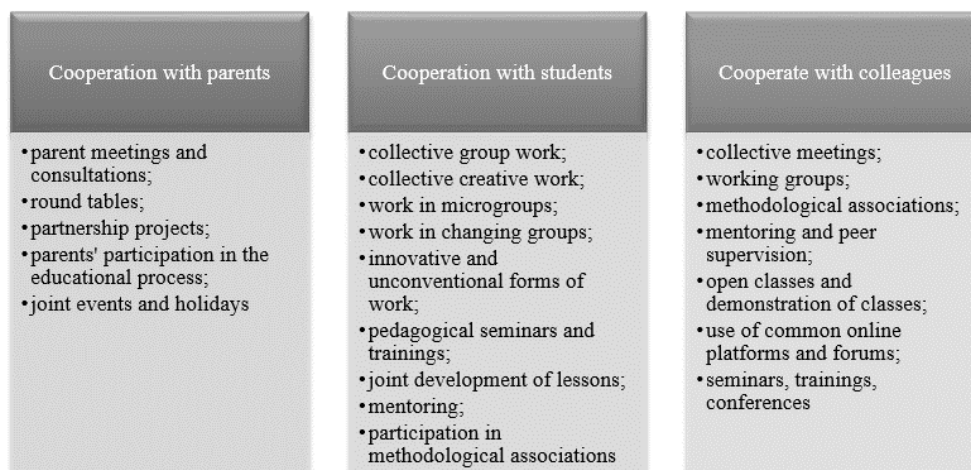 Cooperation with parents
•parent meetings and
consultations;
•round tables;
•partnership projects;
•parents' participation in the
educational process;
•joint events and holidays
Cooperation with students
•collective group work;
•collective creative work;
•work in microgroups;
•work in changing groups;
•innovative and
unconventional forms of
work;
•pedagogical seminars and
trainings;
•joint development of lessons;
•mentoring;
•participation in
methodological associations
Cooperate with colleagues
•collective meetings;
•working groups;
•methodological associations;
•mentoring and peer
supervision;
•open classes and
demonstration of classes;
•use of common online
platforms and forums;
•seminars, trainings,
conferences